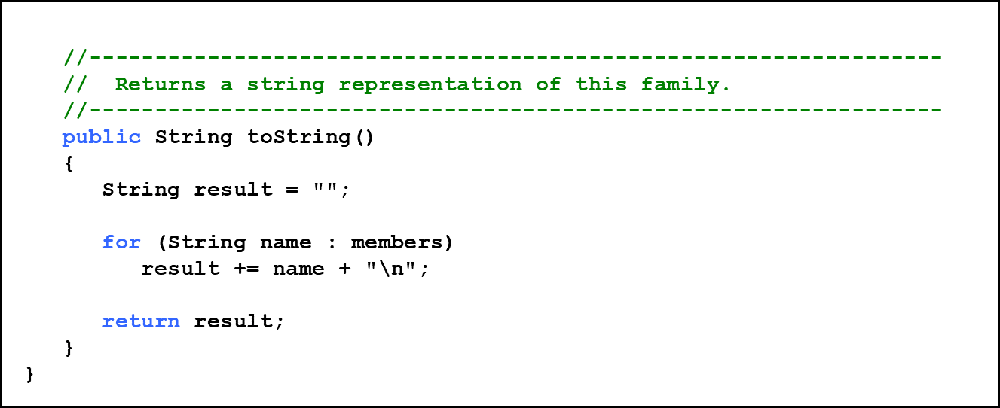 //-----------------------------------------------------------------
//  Returns a string representation of this family.
//-----------------------------------------------------------------
public String toString()
{
String result = "";
for (String name : members)
result += name + "\n";
return result;
}
}